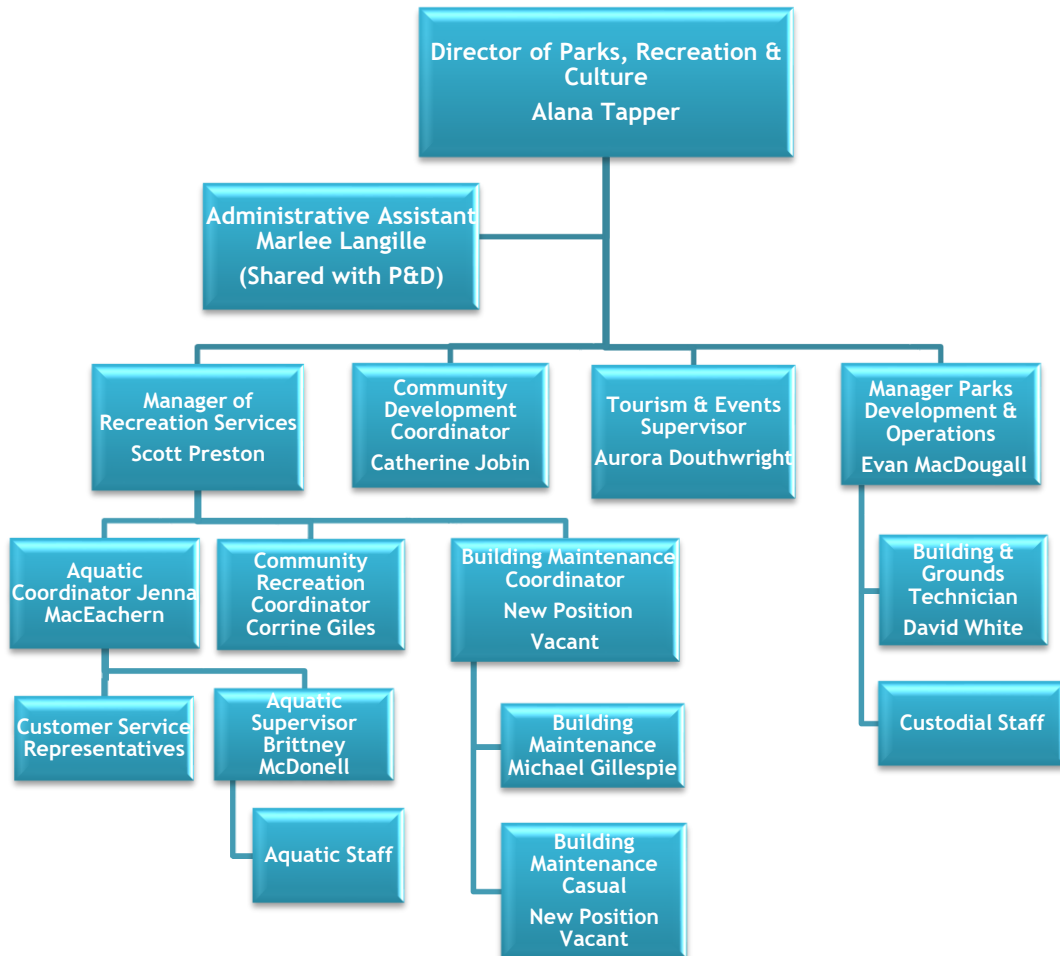 Director of Parks, Recreation &
Culture
Alana Tapper
Administrative Assistant
Marlee Langille
(Shared with P&D)
Manager of
Recreation Services
Scott Preston
Community
Development
Coordinator
Catherine Jobin
Tourism & Events
Supervisor
Aurora Douthwright
Manager Parks
Development &
Operations
Evan MacDougall
Aquatic
Coordinator Jenna
MacEachern
Community
Recreation
Coordinator
Corrine Giles
Building Maintenance
Coordinator
New Position
Vacant
Building &
Grounds
Technician
David White
Customer Service
Representatives
Aquatic
Supervisor
Brittney
McDonell
Building
Maintenance
Michael Gillespie
Custodial Staff
Aquatic Staff
Building
Maintenance
Casual
New Position
Vacant